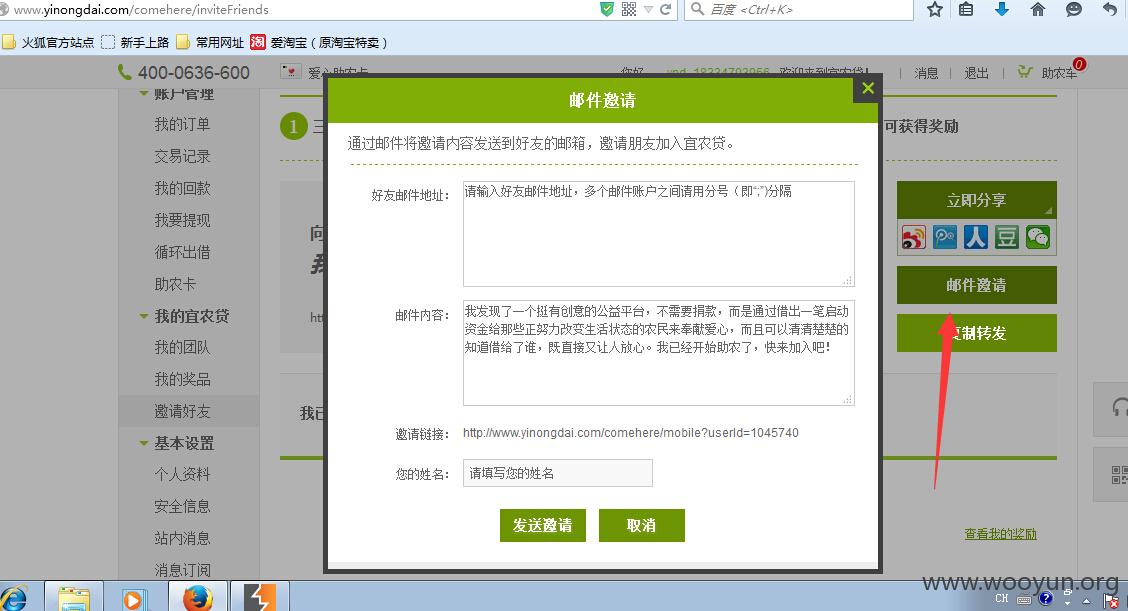 www.yinongdai.com/comehere/inviteFriends
百度 <Ctrl+K>
火狐官方站点 新手上路 常用网址 淘 爱淘宝（原淘宝特卖）
400-0636-600 爱心助农卡 消息 退出 助农车 0
账户管理
我的订单
交易记录
我的回款
我要提现
循环出借
助农卡
我的宜农贷
我的团队
我的奖品
邀请好友
基本设置
个人资料
安全信息
站内消息
消息订阅
1 三
可获得奖励
向
我
htt
我已
邮件邀请
通过邮件将邀请内容发送到好友的邮箱，邀请朋友加入宜农贷。
好友邮件地址：
请输入好友邮件地址，多个邮件账户之间请用分号（即“;”)分隔
邮件内容：
我发现了一个挺有创意的公益平台，不需要捐款，而是通过借出一笔启动
资金给那些正努力改变生活状态的农民来奉献爱心，而且可以清清楚楚的
知道借给了谁，既直接又让人放心。我已经开始助农了，快来加入吧！
邀请链接：
http://www.yinongdai.com/comehere/mobile?userId=1045740
您的姓名：
请填写您的姓名
发送邀请 取消
立即分享
人 豆
邮件邀请
复制转发
查看我的奖励
www.wooyun.org
CH